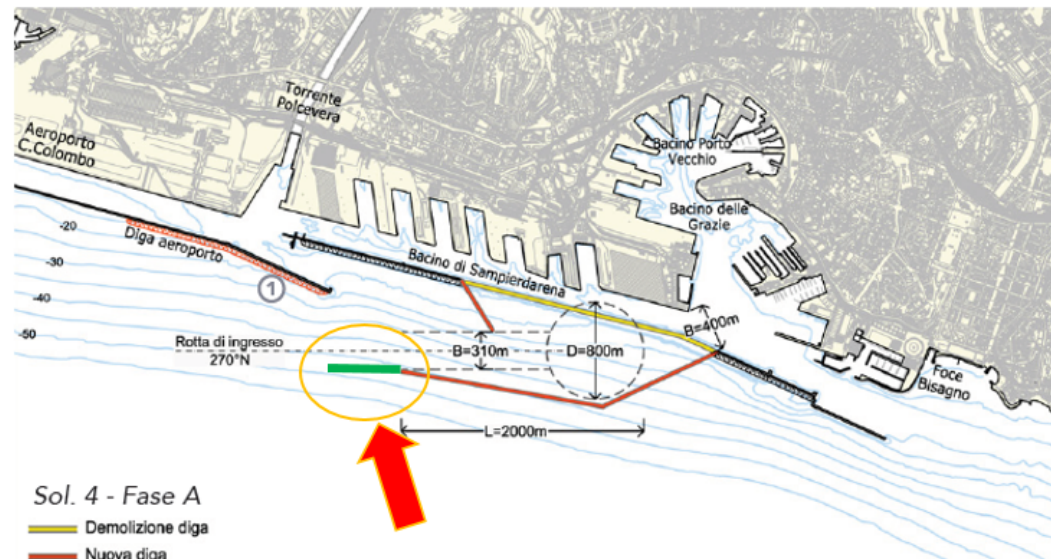 Torrente
Polcevera
Aeroporto
C.Colombo
Bacino Porto
Vecchio
Bacino delle
Grazie
-20
Diga aeroporto
Bacino di Sampierdarena
-30
1
-40
B=400m
-50
Rotta di ingresso
270°N
B=310m
D=800m
Foce
Bisagno
L=2000m
Sol. 4 - Fase A
Demolizione diga
Nuova diga